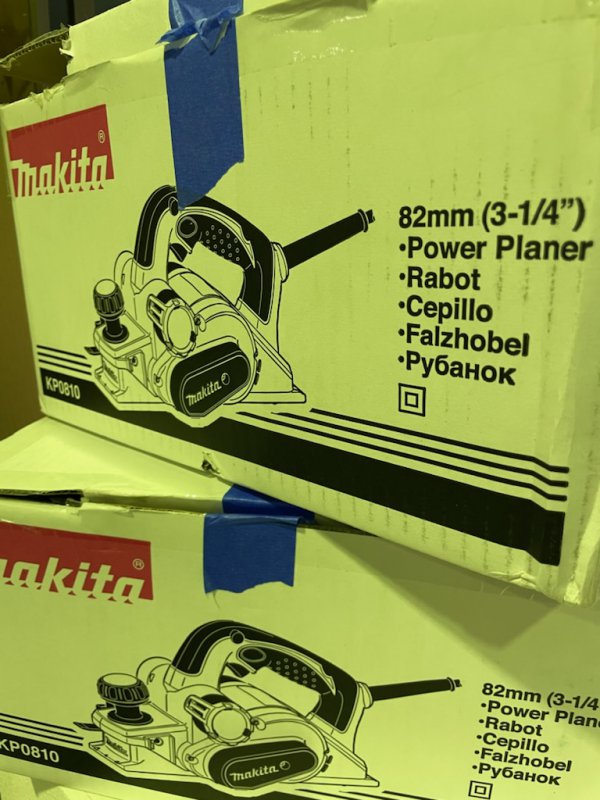 Makita®
82mm (3-1/4")
•Power Planer
•Rabot
•Cepillo
•Falzhobel
•Рубанок
makita
KP0810
makita®
82mm (3-1/4
•Power Plan
•Rabot
•Cepillo
•Falzhobel
•Рубанок
makita
KP0810